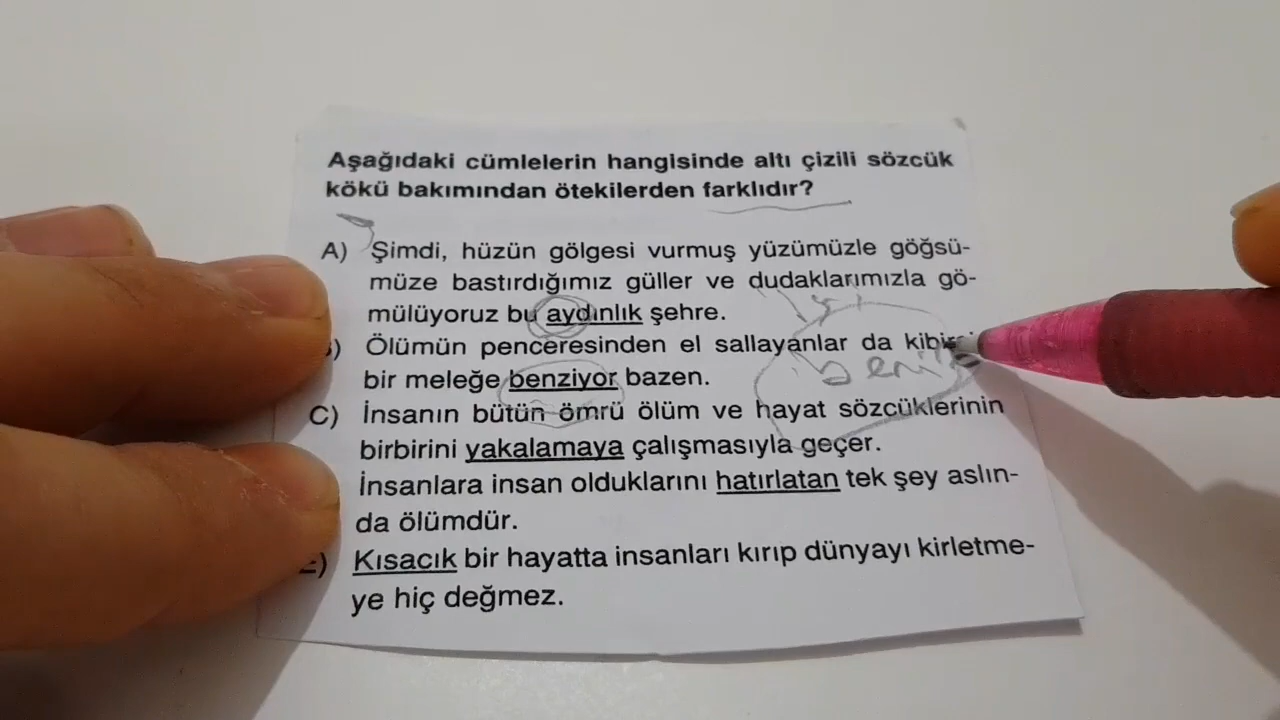 Aşağıdaki cümlelerin hangisinde altı çizili sözcük
kökü bakımından ötekilerden farklıdır?
A) Şimdi, hüzün gölgesi vurmuş yüzümüzle göğsü-
müze bastırdığımız güller ve dudaklarımızla gö-
mülüyoruz bu aydınlık şehre.
) Ölümün penceresinden el sallayanlar da
bir meleğe benziyor bazen.
C) İnsanın bütün ömrü ölüm ve hayat sözcüklerinin
birbirini yakalamaya çalışmasıyla geçer.
İnsanlara insan olduklarını hatırlatan tek şey aslın-
da ölümdür.
E) Kısacık bir hayatta insanları kırıp dünyayı kirletme-
ye hiç değmez.